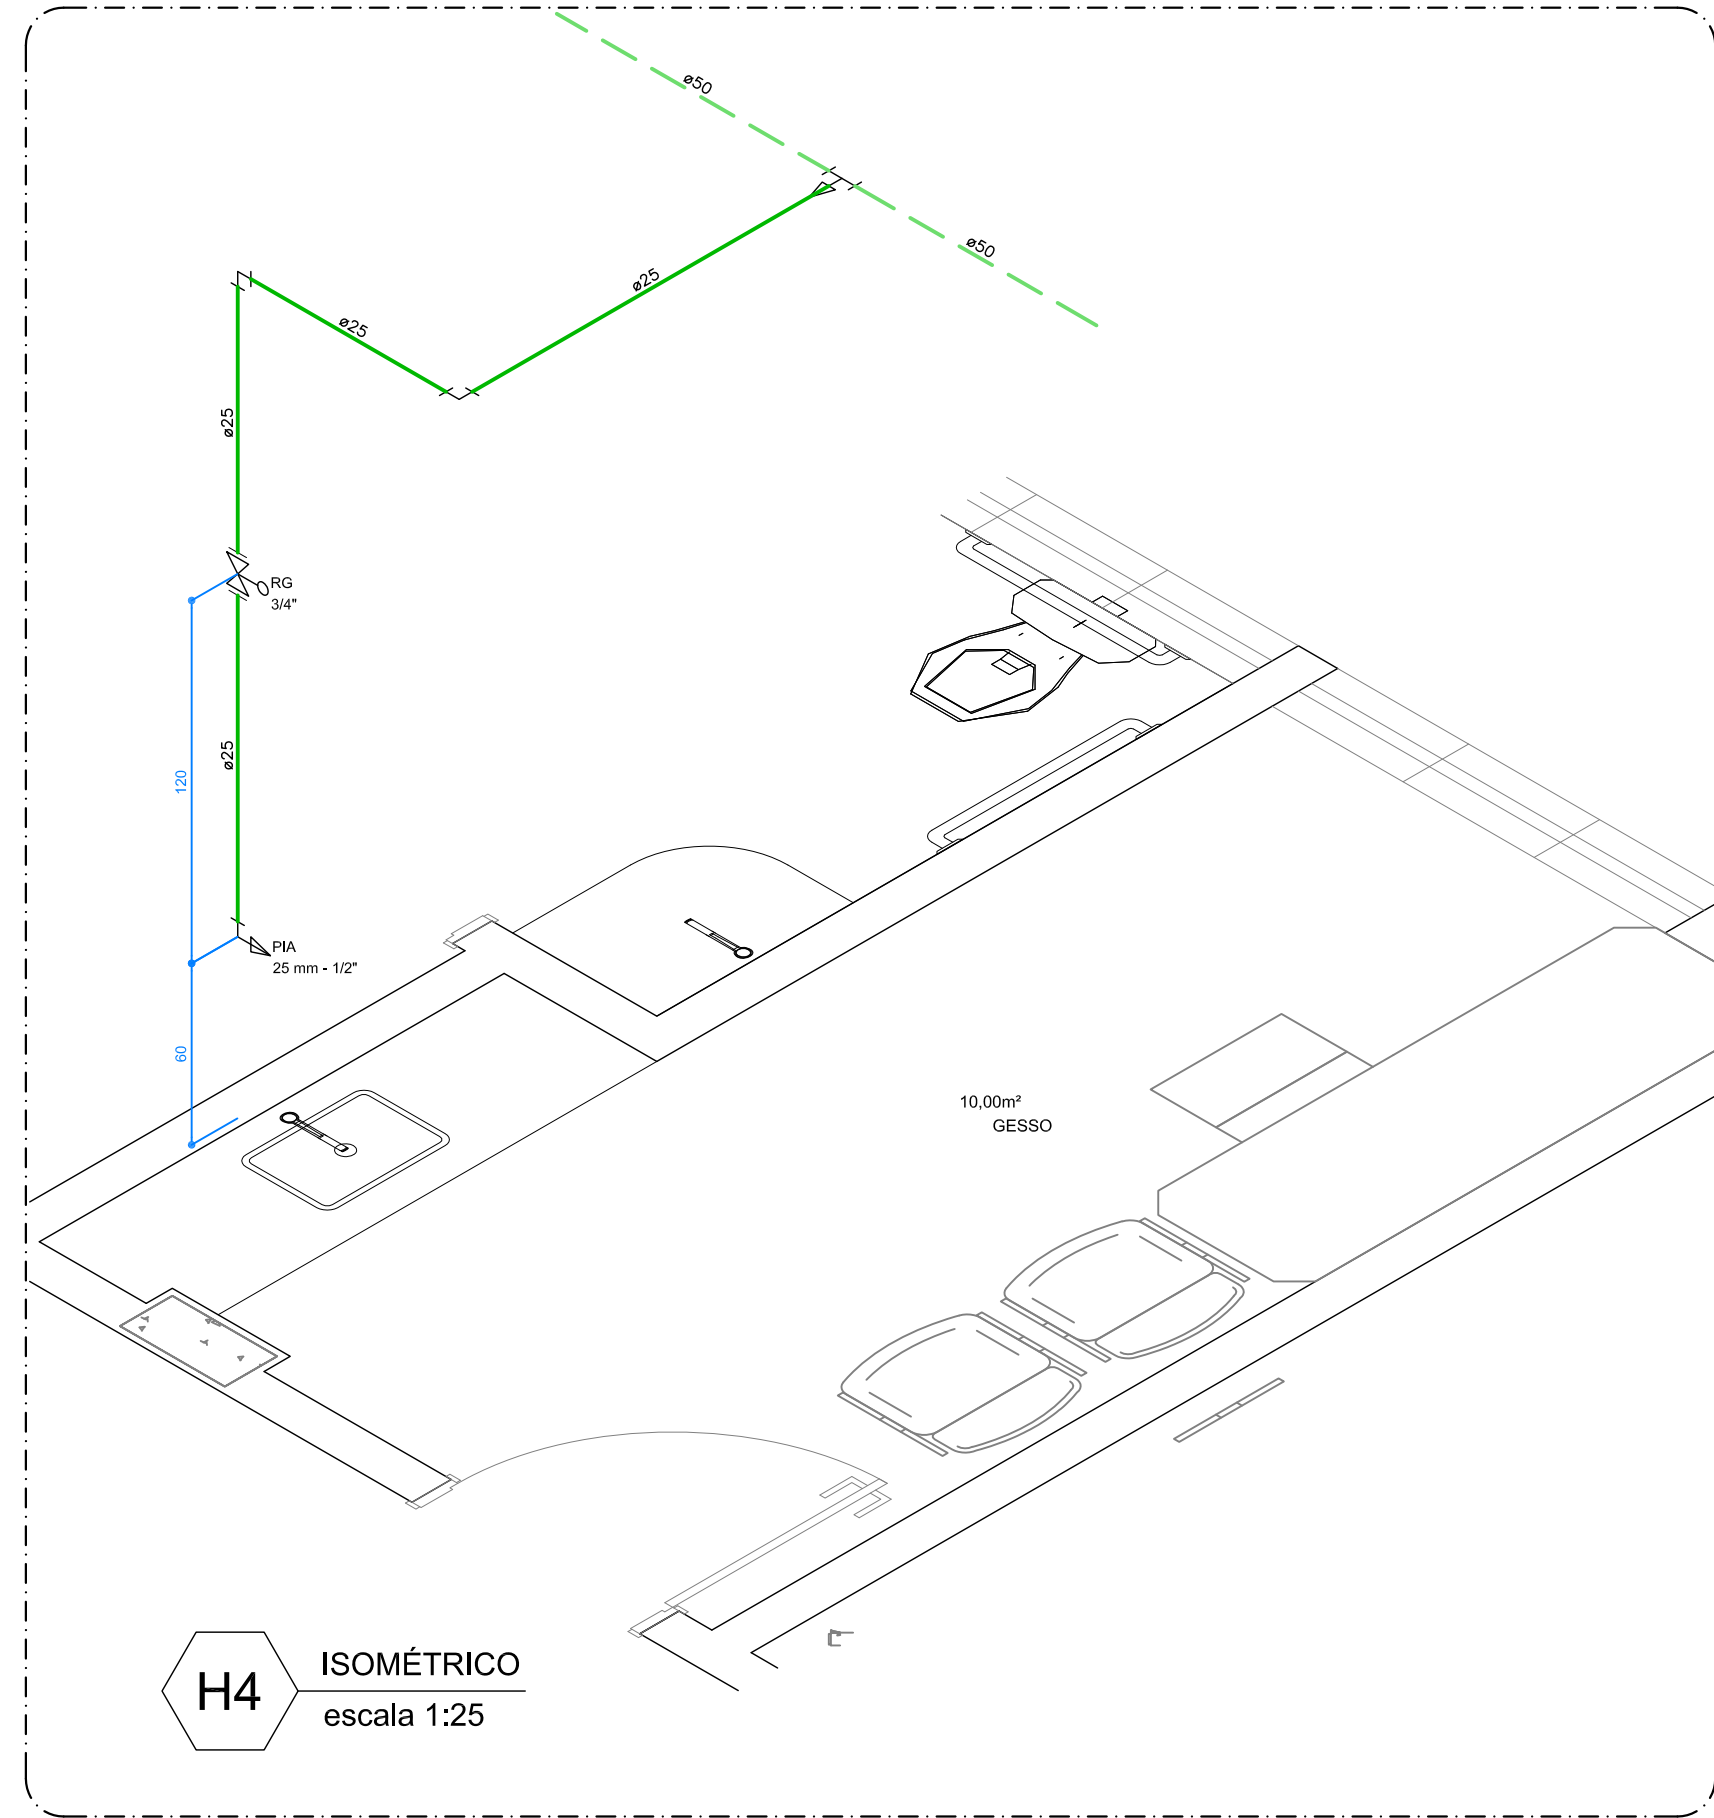 ø50
ø50
ø25
ø25
ø25
RG
3/4"
ø25
120
PIA
25 mm - 1/2"
60
10,00m²
GESSO
H4
ISOMÉTRICO
escala 1:25